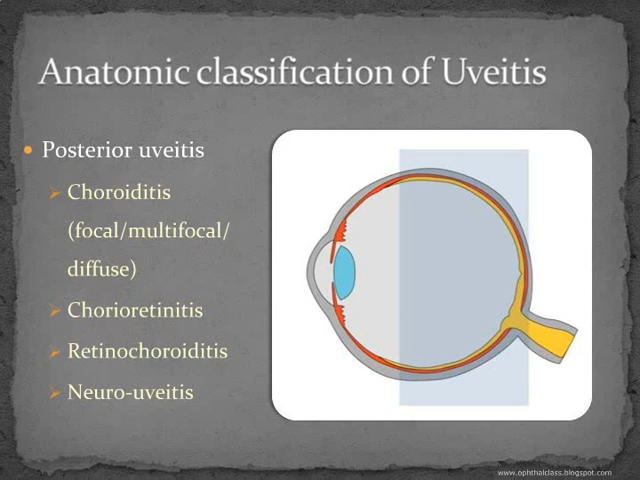 Anatomic classification of Uveitis
Posterior uveitis
Choroiditis
(focal/multifocal/
diffuse)
Chorioretinitis
Retinochoroiditis
Neuro-uveitis
www.ophthalclass.blogspot.com